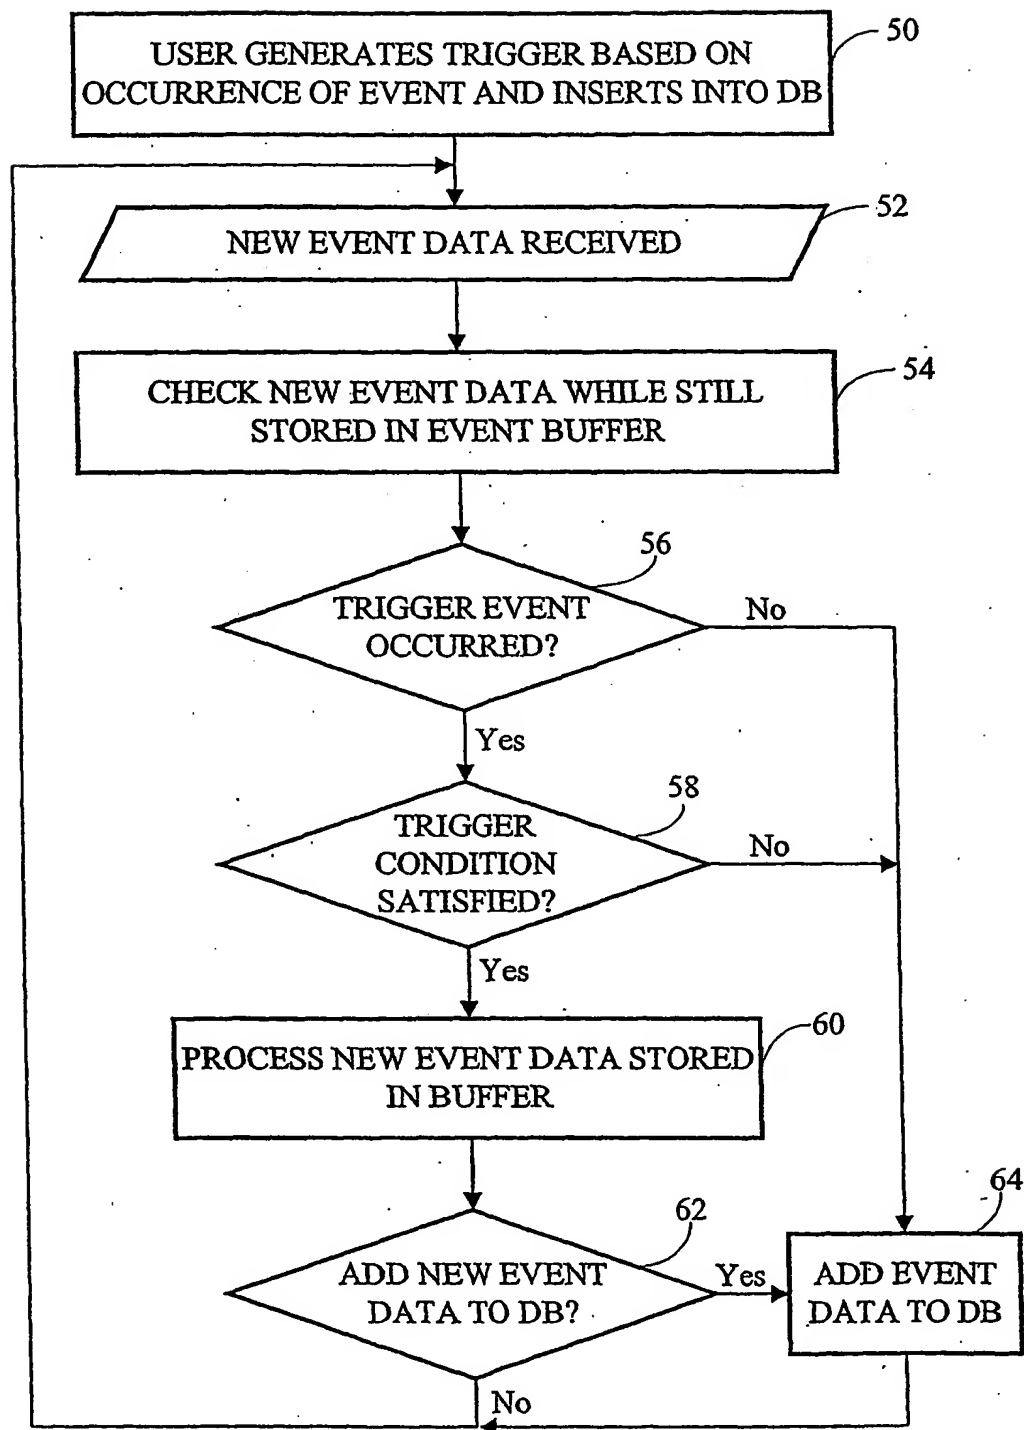 USER GENERATES TRIGGER BASED ON
OCCURRENCE OF EVENT AND INSERTS INTO DB
50
NEW EVENT DATA RECEIVED
52
CHECK NEW EVENT DATA WHILE STILL
STORED IN EVENT BUFFER
54
TRIGGER EVENT
OCCURRED?
56
No
Yes
TRIGGER
CONDITION
SATISFIED?
58
No
Yes
PROCESS NEW EVENT DATA STORED
IN BUFFER
60
ADD NEW EVENT
DATA TO DB?
62
Yes
ADD EVENT
DATA TO DB
64
No